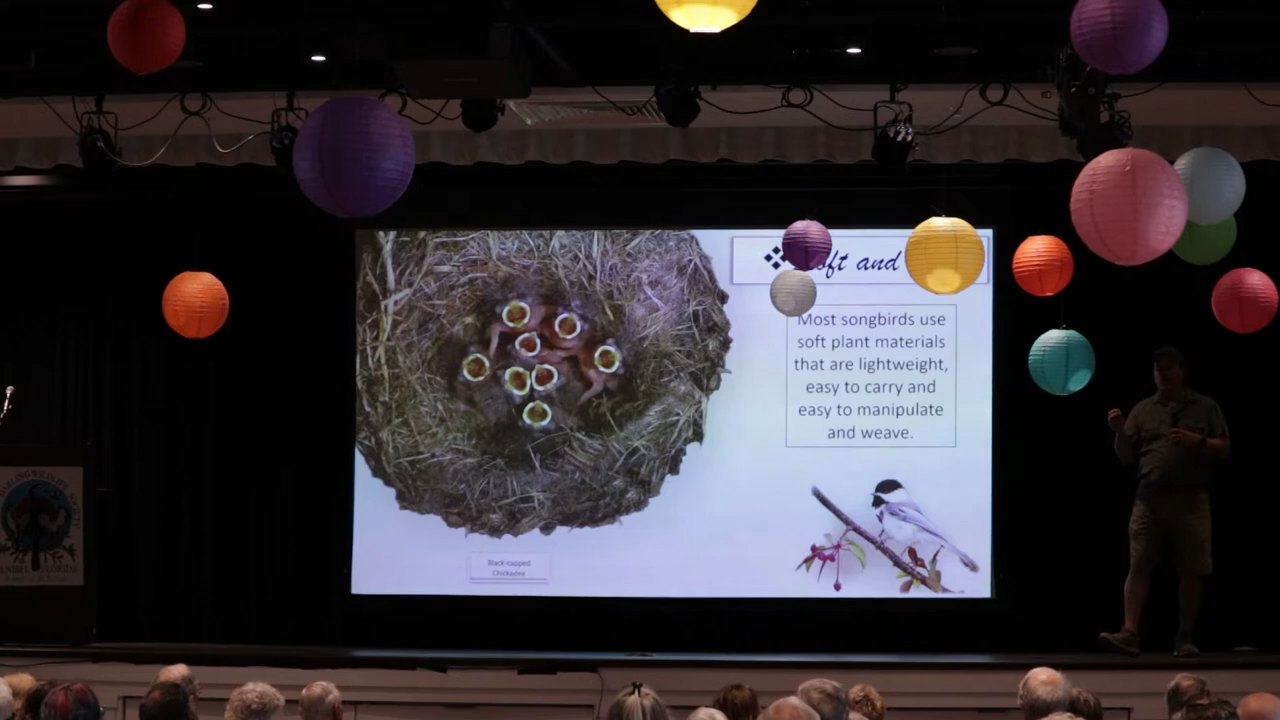 ❖ Soft and
Most songbirds use
soft plant materials
that are lightweight,
easy to carry and
easy to manipulate
and weave.
Black-capped
Chickadee